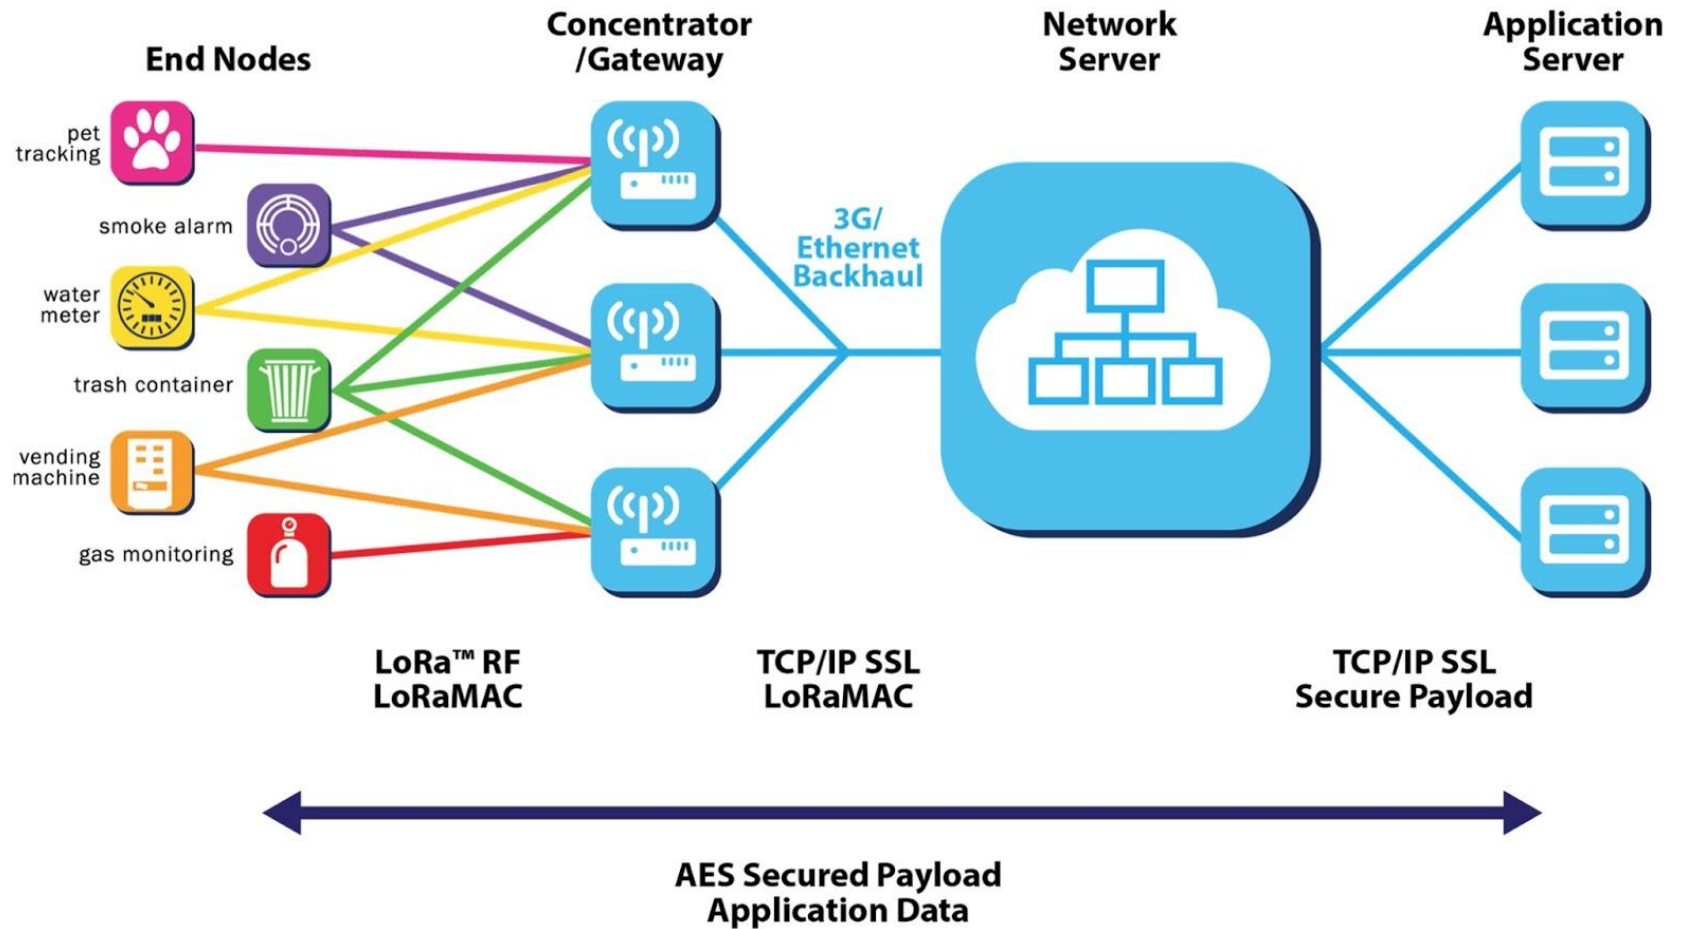 End Nodes
Concentrator
/Gateway
Network
Server
Application
Server
pet
tracking
smoke alarm
water
meter
trash container
vending
machine
gas monitoring
3G/
Ethernet
Backhaul
LoRa™ RF
LoRaMAC
TCP/IP SSL
LoRaMAC
TCP/IP SSL
Secure Payload
AES Secured Payload
Application Data